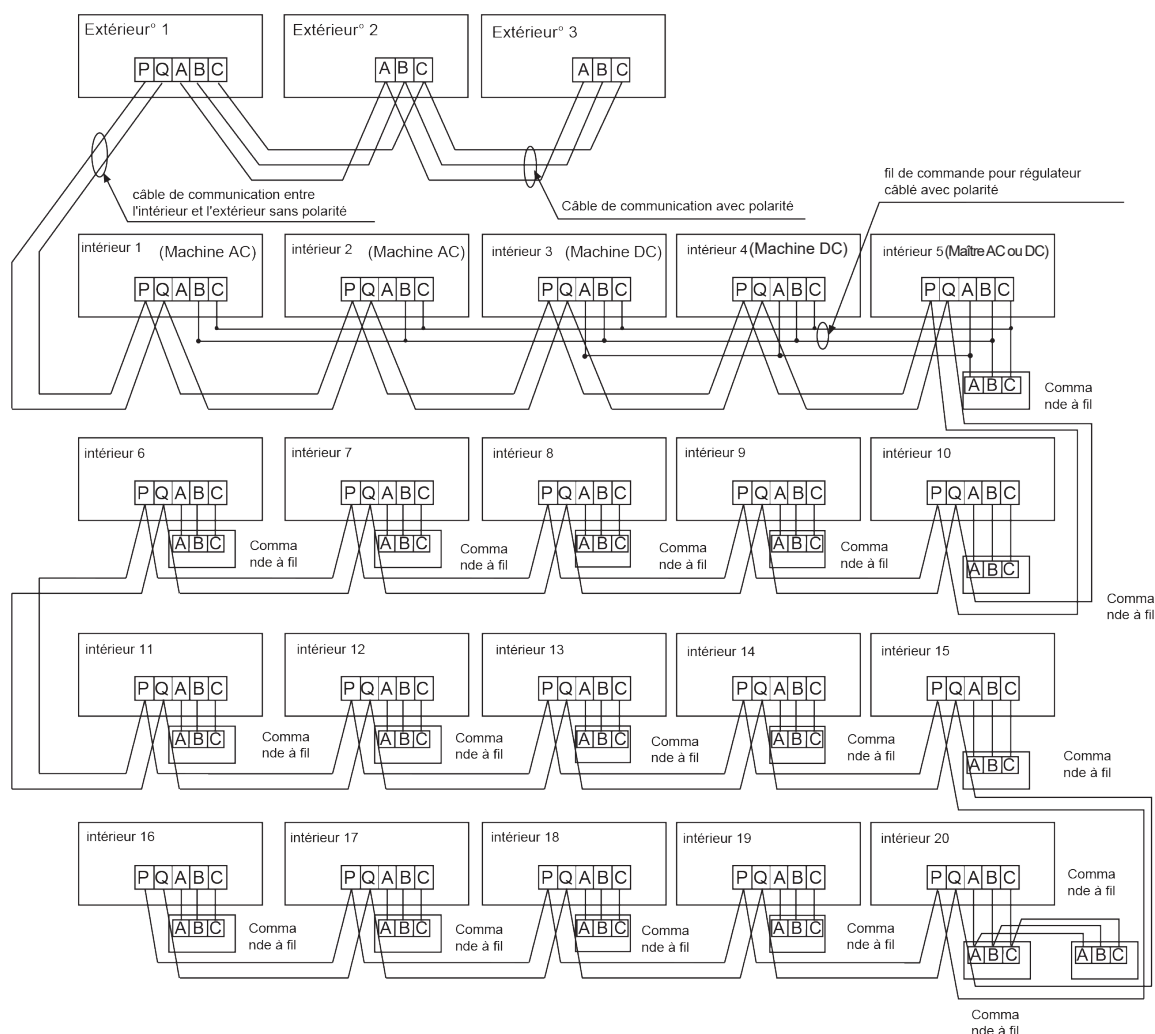 Extérieur° 1
Extérieur° 2
Extérieur° 3
P Q A B C
A B C
A B C
fil de commande pour régulateur
câblé avec polarité
câble de communication entre
l'intérieur et l'extérieur sans polarité
Câble de communication avec polarité
intérieur 1 (Machine AC)
intérieur 2 (Machine AC)
intérieur 3 (Machine DC)
intérieur 4 (Machine DC)
intérieur 5 (Maître AC ou DC)
P Q A B C
P Q A B C
P Q A B C
P Q A B C
P Q A B C
A B C
Comma
nde à fil
intérieur 6
intérieur 7
intérieur 8
intérieur 9
intérieur 10
P Q A B C
P Q A B C
P Q A B C
P Q A B C
P Q A B C
A B C
Comma
nde à fil
A B C
Comma
nde à fil
A B C
Comma
nde à fil
A B C
Comma
nde à fil
A B C
Comma
nde à fil
intérieur 11
intérieur 12
intérieur 13
intérieur 14
intérieur 15
P Q A B C
P Q A B C
P Q A B C
P Q A B C
P Q A B C
A B C
Comma
nde à fil
A B C
Comma
nde à fil
A B C
Comma
nde à fil
A B C
Comma
nde à fil
A B C
Comma
nde à fil
intérieur 16
intérieur 17
intérieur 18
intérieur 19
intérieur 20
P Q A B C
P Q A B C
P Q A B C
P Q A B C
P Q A B C
A B C
Comma
nde à fil
A B C
Comma
nde à fil
A B C
Comma
nde à fil
A B C
Comma
nde à fil
Comma
nde à fil
A B C
A B C
Comma
nde à fil